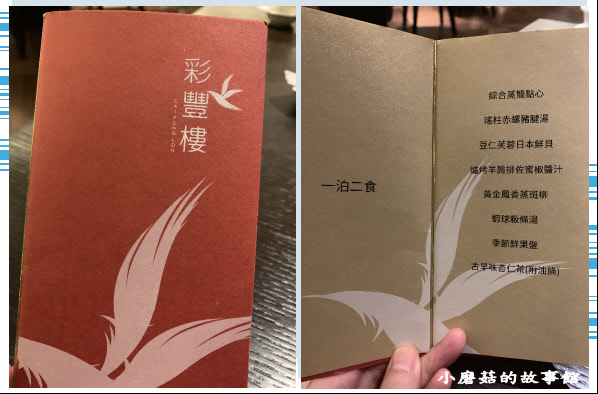 彩豐樓
CAI FENG LOU
一泊二食
綜合蒸籠點心
瑤柱赤螺豬腱湯
豆仁芙蓉日本鮮貝
爐烤羊肩排佐蜜椒醬汁
黃金鳳香蒸斑柳
蝦球粄條湯
季節鮮果盤
古早味杏仁茶(附油條)
小磨菇的故事館